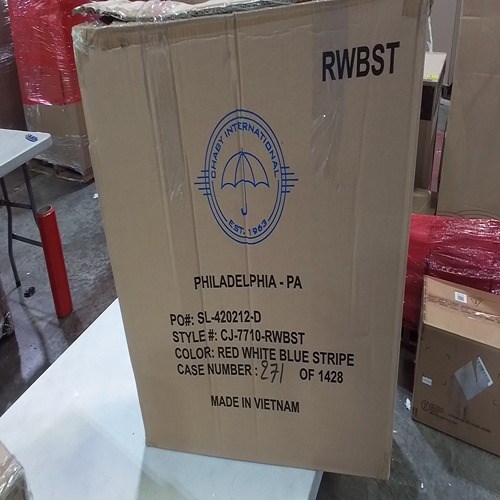 RWBST
CHABY INTERNATIONAL
EST. 1963
PHILADELPHIA - PA
PO#: SL-420212-D
STYLE #: CJ-7710-RWBST
COLOR: RED WHITE BLUE STRIPE
CASE NUMBER : 271 OF 1428
MADE IN VIETNAM